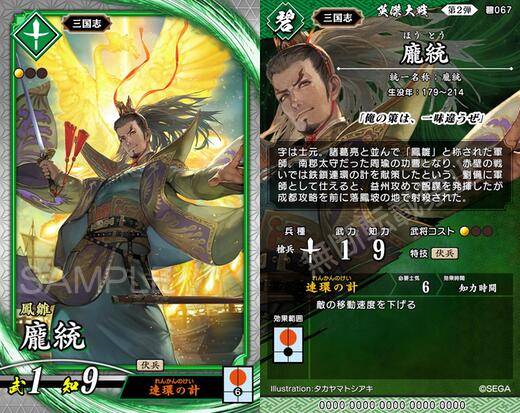 三国志
SAMPLE
鳳雛
龐統
武1 知9
伏兵
れんかんのけい
連環の計
6
碧
三国志
英傑大戦
第2弾
碧067
ほう とう
龐統
統一名称：龐統
生没年：179～214
「俺の策は、一味違うぜ」
字は士元。諸葛亮と並んで「鳳雛」と称された軍
師。南郡太守だった周瑜の功曹となり、赤壁の戦
いでは鉄鎖連環の計を献策したという。劉備に軍
師として仕えると、益州攻めで智謀を発揮したが
成都攻略を前に落鳳坡の地で射殺された。
兵種 武力 知力 武将コスト
槍兵 1 9
特技 伏兵
れんかんのけい
連環の計
必要士気 6
効果時間 知力時間
敵の移動速度を下げる
効果範囲
Illustration:タカヤマトシアキ
©SEGA
0000 0000 0000 0000 0000